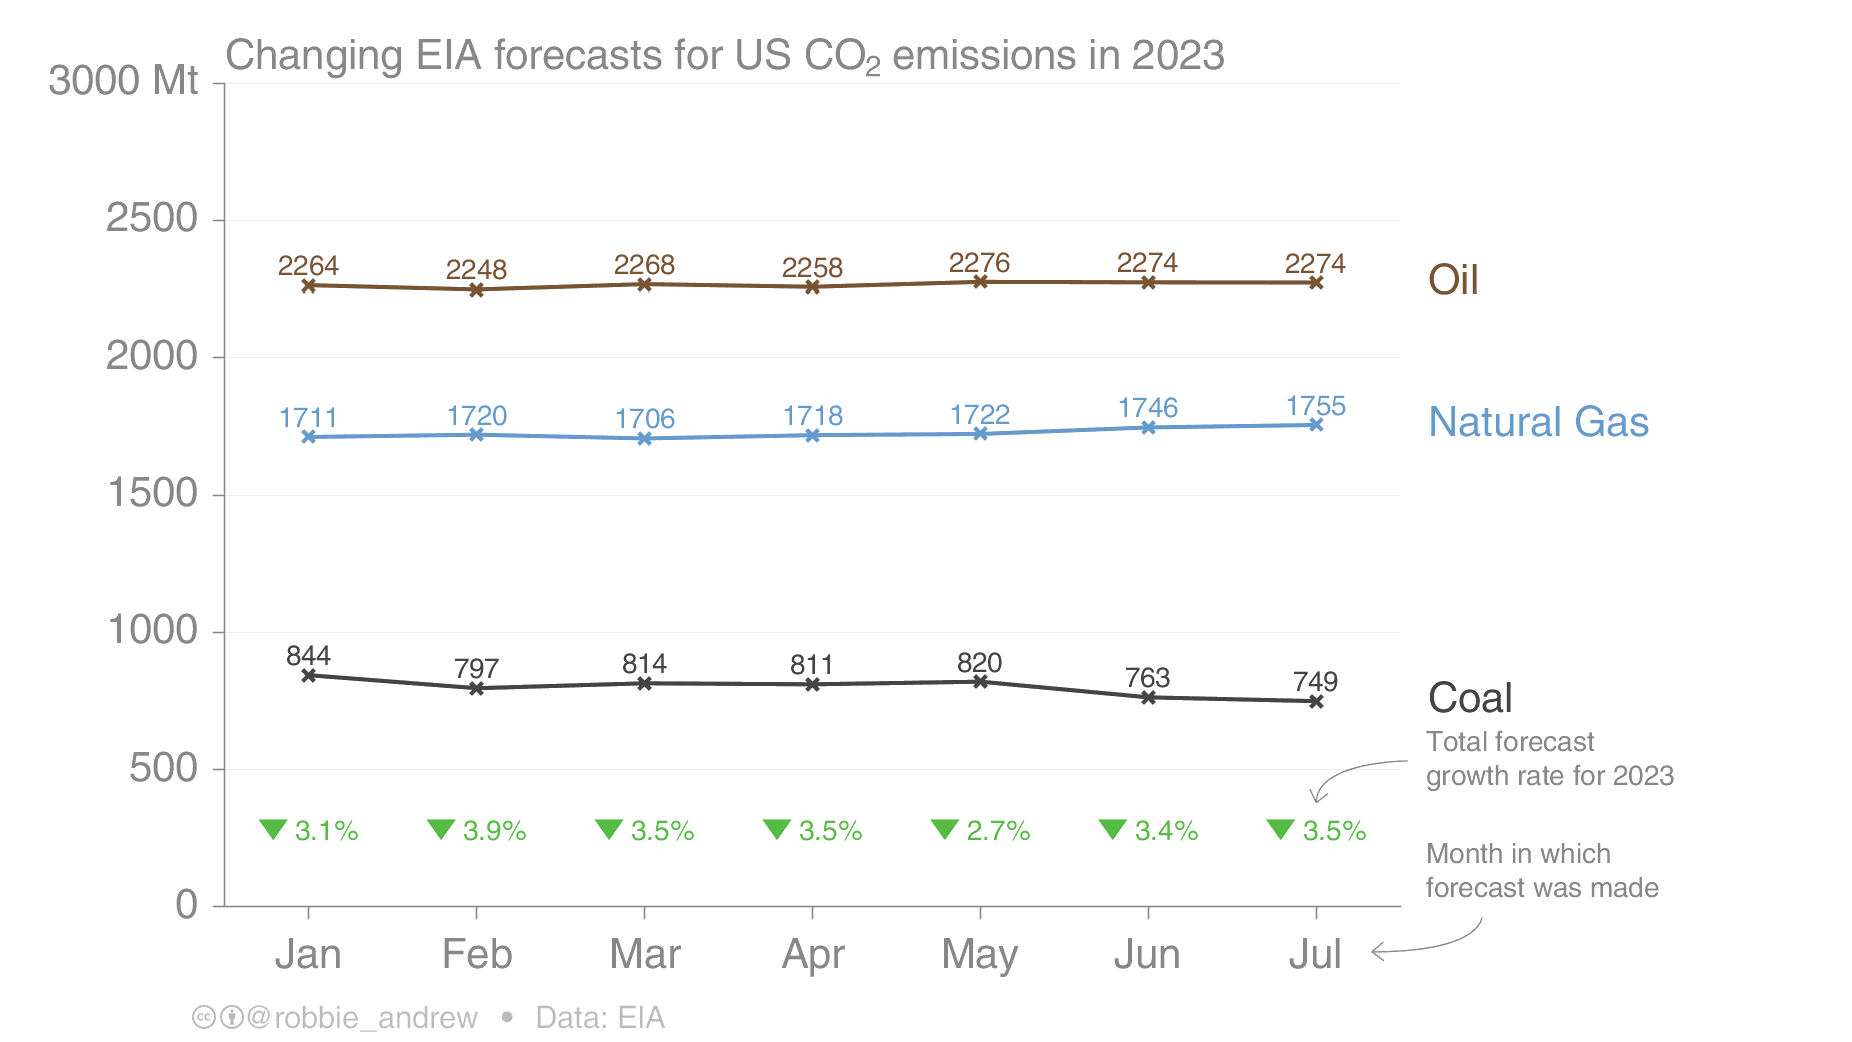 Changing EIA forecasts for US CO₂ emissions in 2023
3000 Mt
2500
2264 2248 2268 2258 2276 2274 2274
Oil
2000
1711 1720 1706 1718 1722 1746 1755
Natural Gas
1500
1000
844 797 814 811 820 763 749
Coal
Total forecast
growth rate for 2023
500
▼ 3.1% ▼ 3.9% ▼ 3.5% ▼ 3.5% ▼ 2.7% ▼ 3.4% ▼ 3.5%
Month in which
forecast was made
0
Jan Feb Mar Apr May Jun Jul
cc @robbie_andrew • Data: EIA